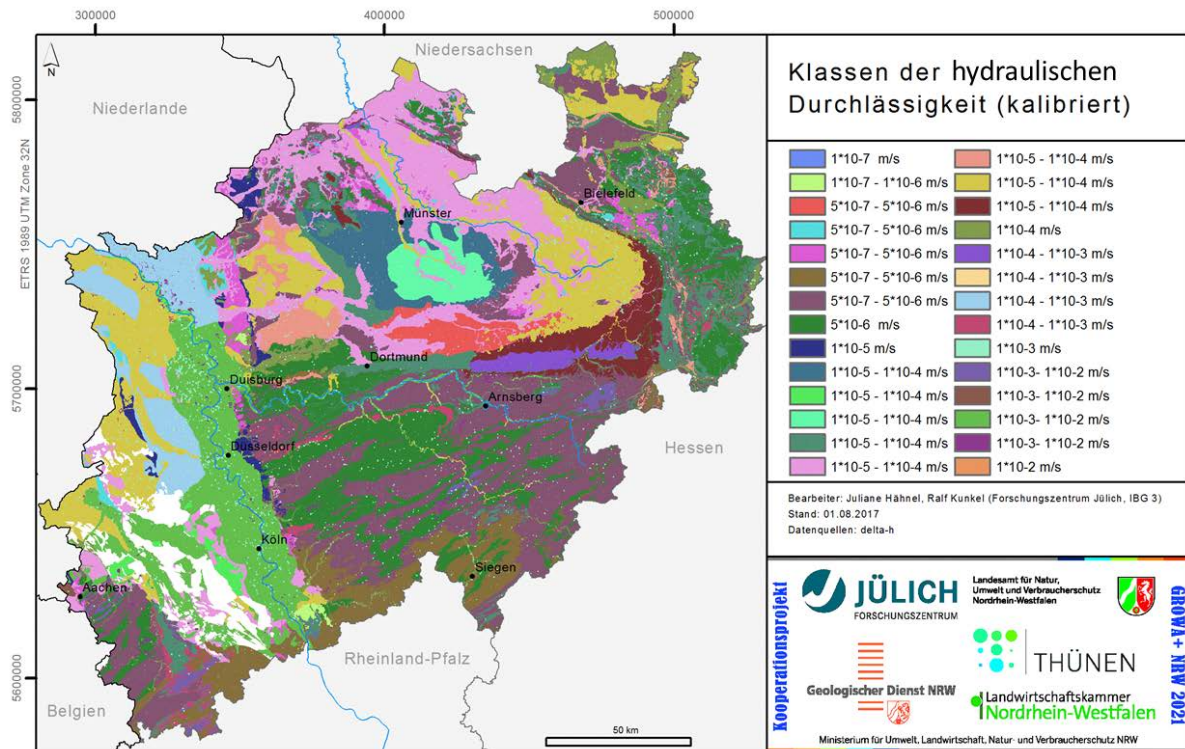 300000 400000 500000
5800000
5700000
5600000
ETRS 1989 UTM Zone 32N
N
Niedersachsen
Niederlande
Bielefeld
Münster
Dortmund
Duisburg
Arnsberg
Düsseldorf
Hessen
Köln
Siegen
Aachen
Rheinland-Pfalz
Belgien
50 km
Klassen der hydraulischen
Durchlässigkeit (kalibriert)
1*10-7 m/s
1*10-7 - 1*10-6 m/s
5*10-7 - 5*10-6 m/s
5*10-7 - 5*10-6 m/s
5*10-7 - 5*10-6 m/s
5*10-7 - 5*10-6 m/s
5*10-7 - 5*10-6 m/s
5*10-6 m/s
1*10-5 m/s
1*10-5 - 1*10-4 m/s
1*10-5 - 1*10-4 m/s
1*10-5 - 1*10-4 m/s
1*10-5 - 1*10-4 m/s
1*10-5 - 1*10-4 m/s
1*10-5 - 1*10-4 m/s
1*10-5 - 1*10-4 m/s
1*10-5 - 1*10-4 m/s
1*10-4 m/s
1*10-4 - 1*10-3 m/s
1*10-4 - 1*10-3 m/s
1*10-4 - 1*10-3 m/s
1*10-4 - 1*10-3 m/s
1*10-3 m/s
1*10-3- 1*10-2 m/s
1*10-3- 1*10-2 m/s
1*10-3- 1*10-2 m/s
1*10-3- 1*10-2 m/s
1*10-2 m/s
Bearbeiter: Juliane Hähnel, Ralf Kunkel (Forschungszentrum Jülich, IBG 3)
Stand: 01.08.2017
Datenquellen: delta-h
Kooperationsprojekt
JÜLICH
FORSCHUNGSZENTRUM
Landesamt für Natur,
Umwelt und Verbraucherschutz
Nordrhein-Westfalen
Geologischer Dienst NRW
THÜNEN
Landwirtschaftskammer
Nordrhein-Westfalen
GROWA+ NRW 2021
Ministerium für Umwelt, Landwirtschaft, Natur- und Verbraucherschutz NRW